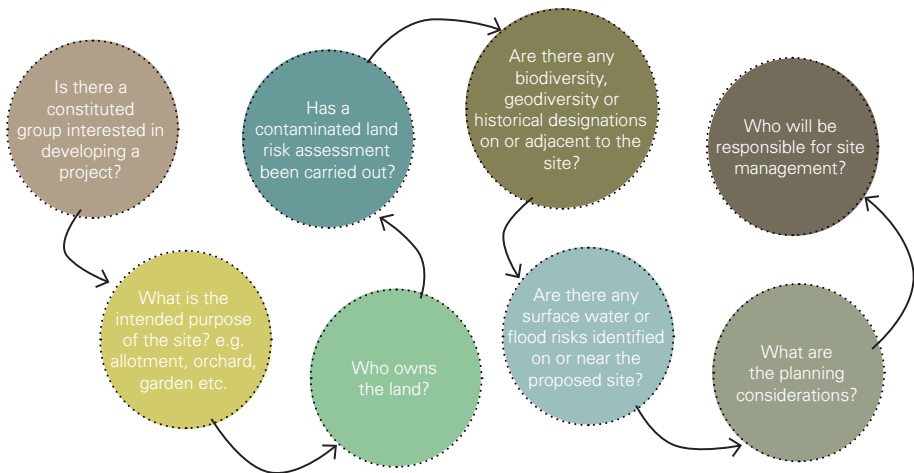 Is there a
constituted
group interested in
developing a
project?
What is the
intended purpose
of the site? e.g.
allotment, orchard,
garden etc.
Who owns
the land?
Has a
contaminated land
risk assessment
been carried out?
Are there any
biodiversity,
geodiversity or
historical designations
on or adjacent to the
site?
Are there any
surface water or
flood risks identified
on or near the
proposed site?
What are
the planning
considerations?
Who will be
responsible for site
management?